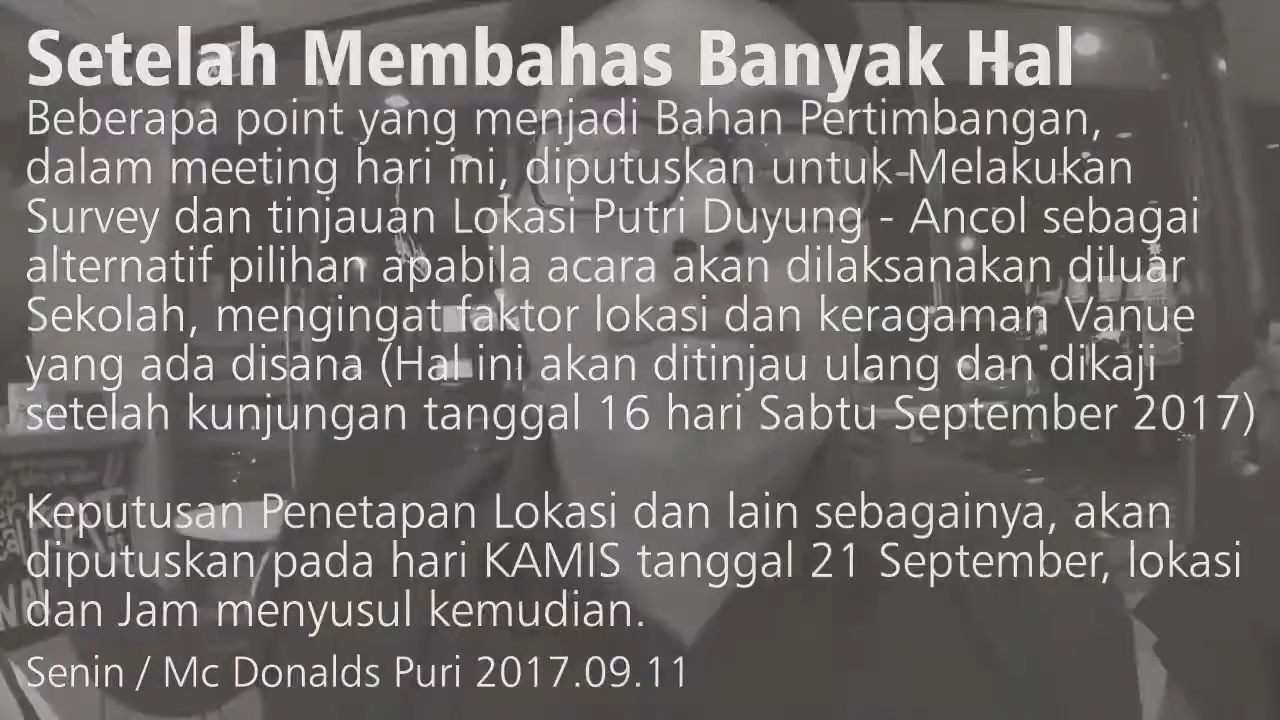 Setelah Membahas Banyak Hal
Beberapa point yang menjadi Bahan Pertimbangan,
dalam meeting hari ini, diputuskan untuk Melakukan
Survey dan tinjauan Lokasi Putri Duyung - Ancol sebagai
alternatif pilihan apabila acara akan dilaksanakan diluar
Sekolah, mengingat faktor lokasi dan keragaman Vanue
yang ada disana (Hal ini akan ditinjau ulang dan dikaji
setelah kunjungan tanggal 16 hari Sabtu September 2017)
Keputusan Penetapan Lokasi dan lain sebagainya, akan
diputuskan pada hari KAMIS tanggal 21 September, lokasi
dan Jam menyusul kemudian.
Senin / Mc Donalds Puri 2017.09.11